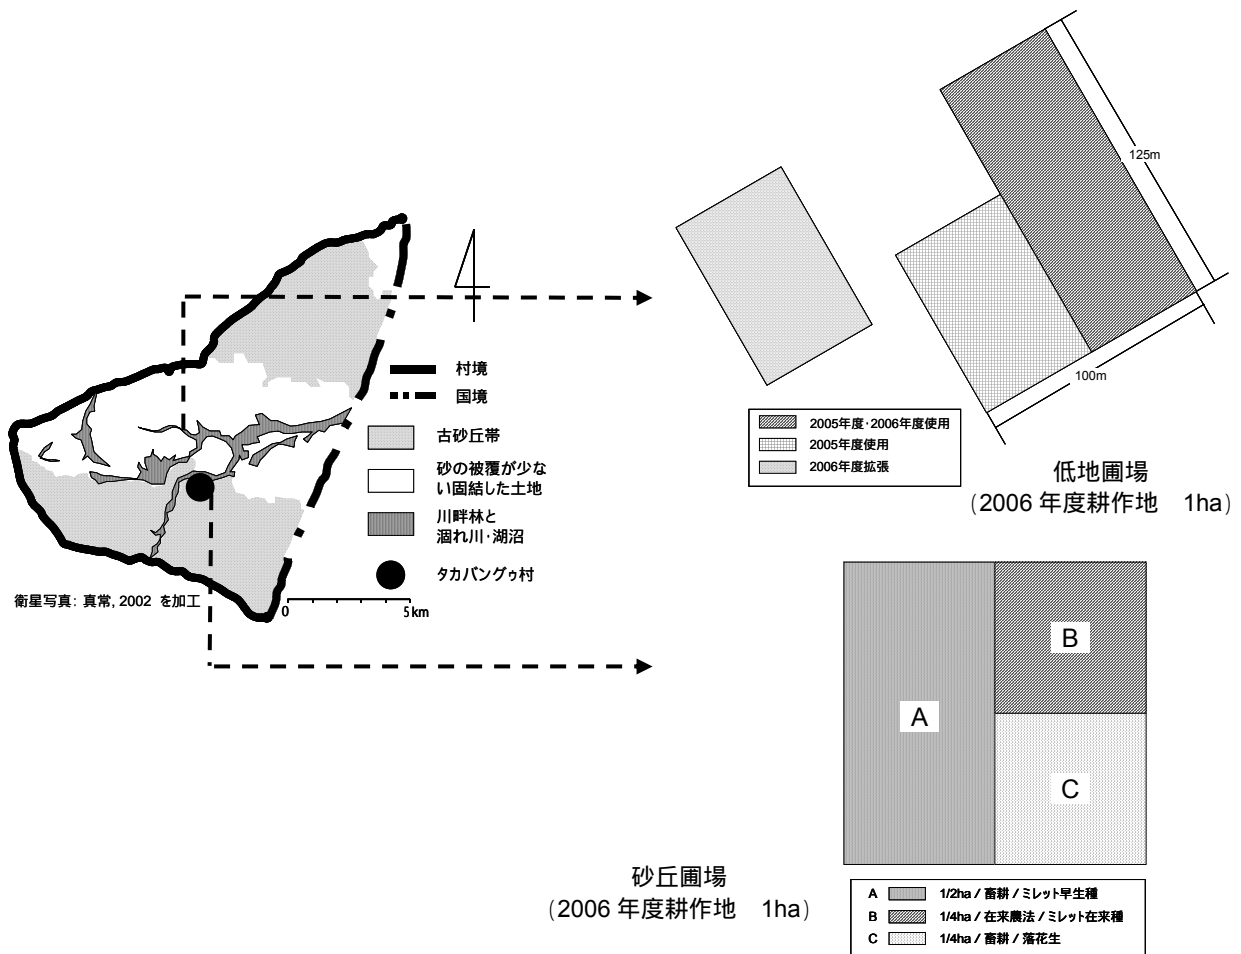 125m
100m
2005年度・2006年度使用
2005年度使用
2006年度拡張
低地圃場
(2006 年度耕作地 1ha)
村境
国境
古砂丘帯
砂の被覆が少な
い固結した土地
川畔林と
涸れ川・湖沼
タカバングゥ村
衛星写真: 真常, 2002 を加工
0 5km
A
B
C
砂丘圃場
(2006 年度耕作地 1ha)
A 1/2ha / 畜耕 / ミレット早生種
B 1/4ha / 在来農法 / ミレット在来種
C 1/4ha / 畜耕 / 落花生